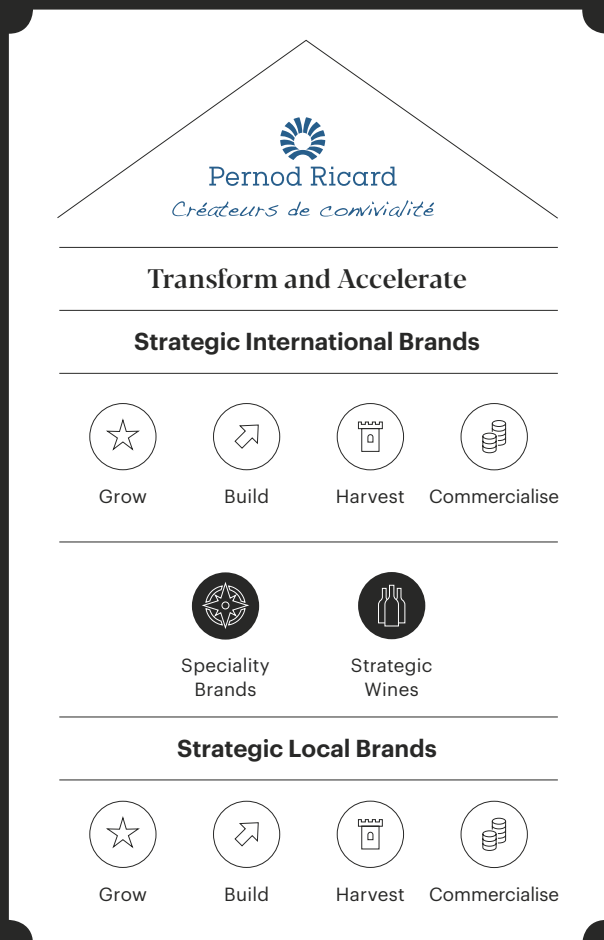 Pernod Ricard
Créateurs de convivialité
Transform and Accelerate
Strategic International Brands
Grow Build Harvest Commercialise
Speciality Strategic
Brands Wines
Strategic Local Brands
Grow Build Harvest Commercialise